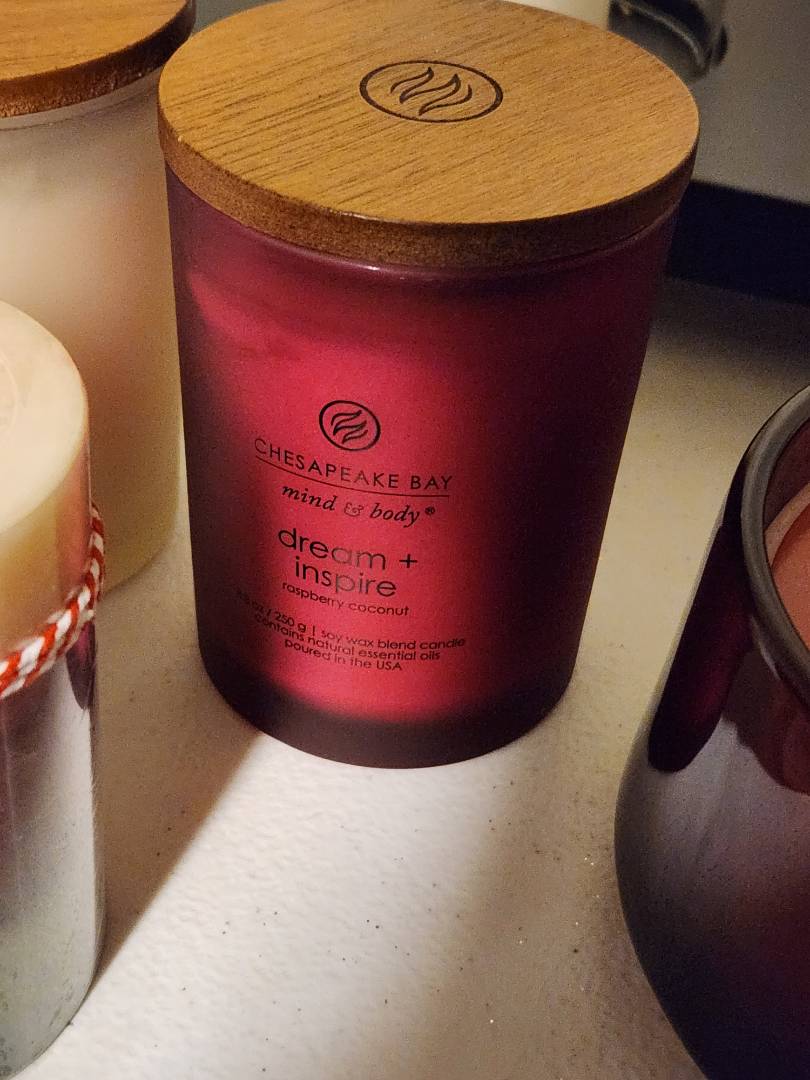 CHESAPEAKE BAY
mind & body®
dream +
inspire
raspberry coconut
oz / 250 g | soy wax blend candle
contains natural essential oils
poured in the USA